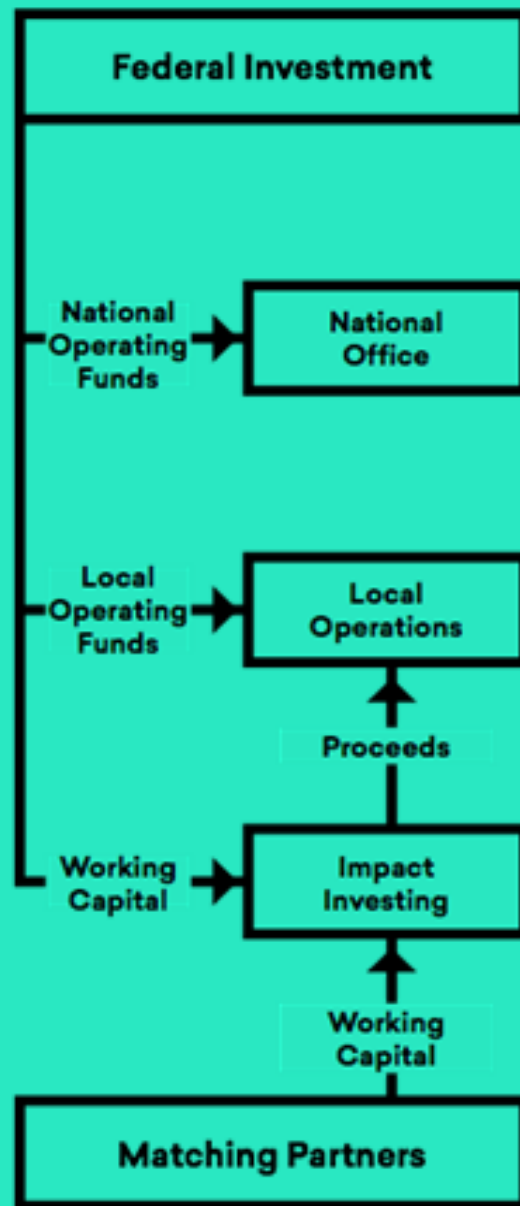 Federal Investment
National
Operating
Funds
National
Office
Local
Operating
Funds
Local
Operations
Proceeds
Working
Capital
Impact
Investing
Working
Capital
Matching Partners